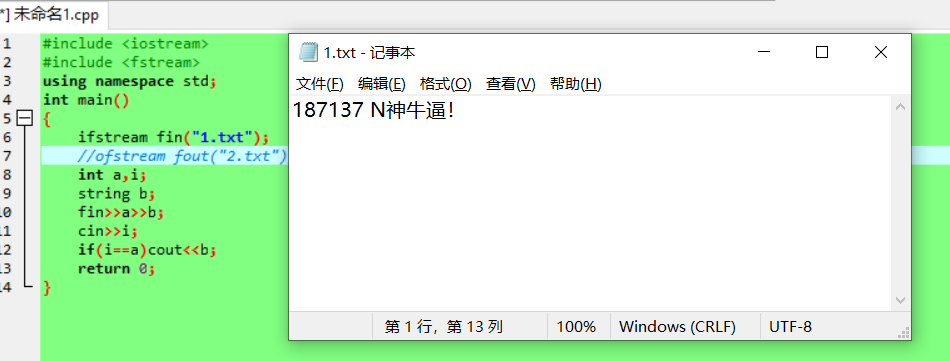 *] 未命名1.cpp
1 #include <iostream>
2 #include <fstream>
3 using namespace std;
4 int main()
5 {
6 ifstream fin("1.txt");
7 //ofstream fout("2.txt")
8 int a,i;
9 string b;
10 fin>>a>>b;
11 cin>>i;
12 if(i==a)cout<<b;
13 return 0;
14 }
1.txt - 记事本
文件(F) 编辑(E) 格式(O) 查看(V) 帮助(H)
187137 N神牛逼！
第 1 行，第 13 列 100% Windows (CRLF) UTF-8